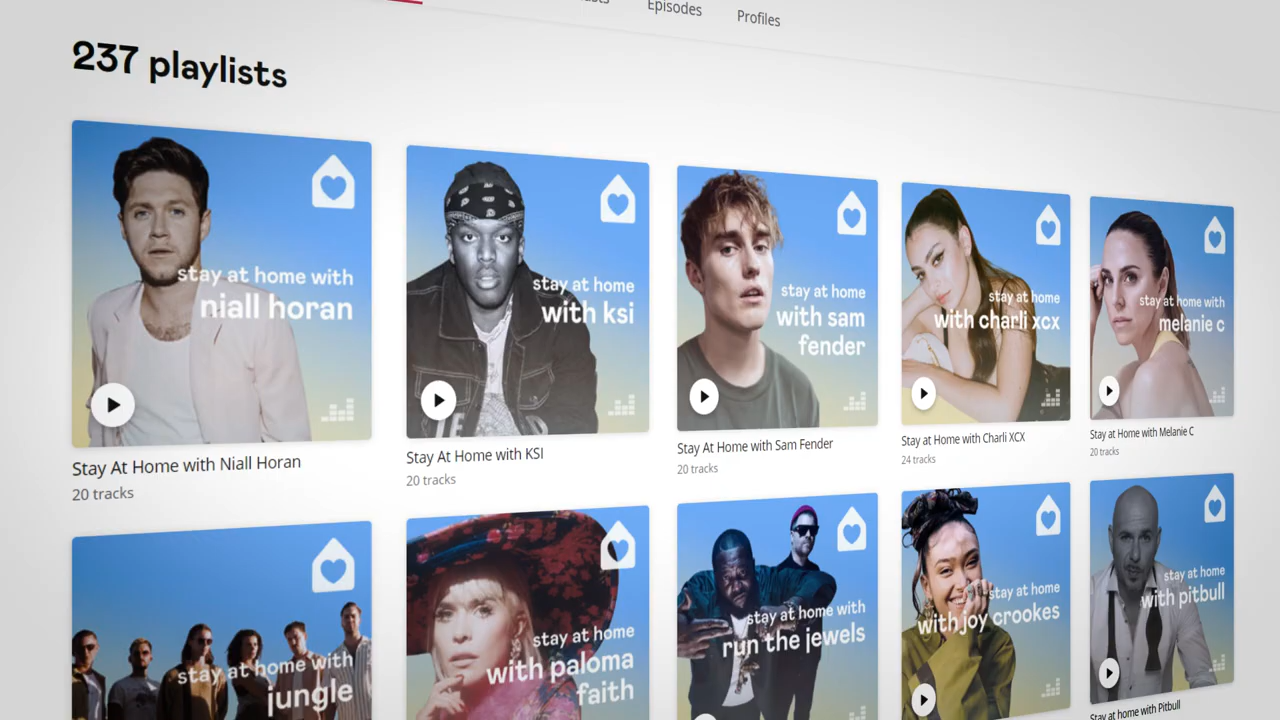 Episodes
Profiles
237 playlists
stay at home with
niall horan
stay at home
with ksi
stay at home
with sam
fender
stay at home
with charli xcx
stay at home with
melanie c
Stay At Home with Niall Horan
20 tracks
Stay At Home with KSI
20 tracks
Stay At Home with Sam Fender
20 tracks
Stay At Home with Charli XCX
24 tracks
Stay At Home with Melanie C
20 tracks
stay at home with
jungle
stay at home
with paloma
faith
stay at home with
run the jewels
stay at home
with joy crookes
stay at home
with pitbull
Stay at home with Pitbull